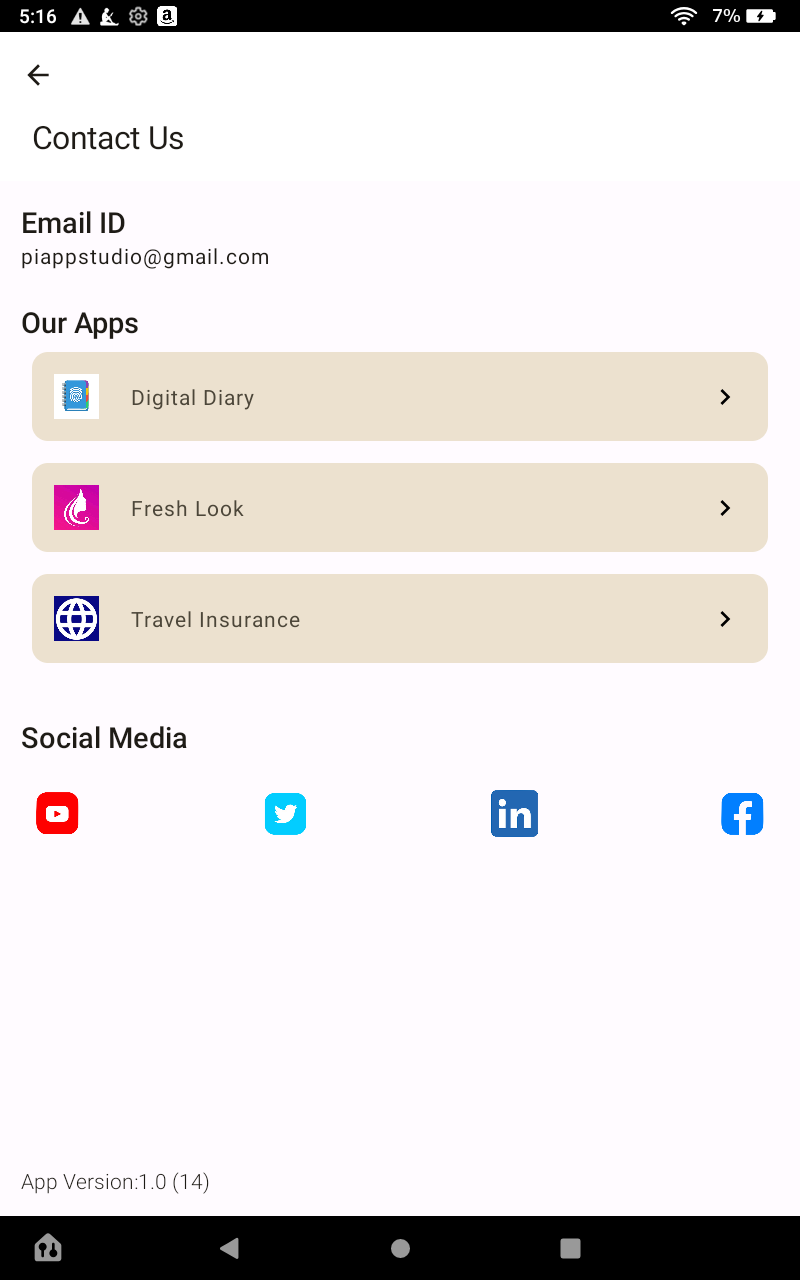 5:16
7%
Contact Us
Email ID
piappstudio@gmail.com
Our Apps
Digital Diary
Fresh Look
Travel Insurance
Social Media
in
App Version:1.0 (14)